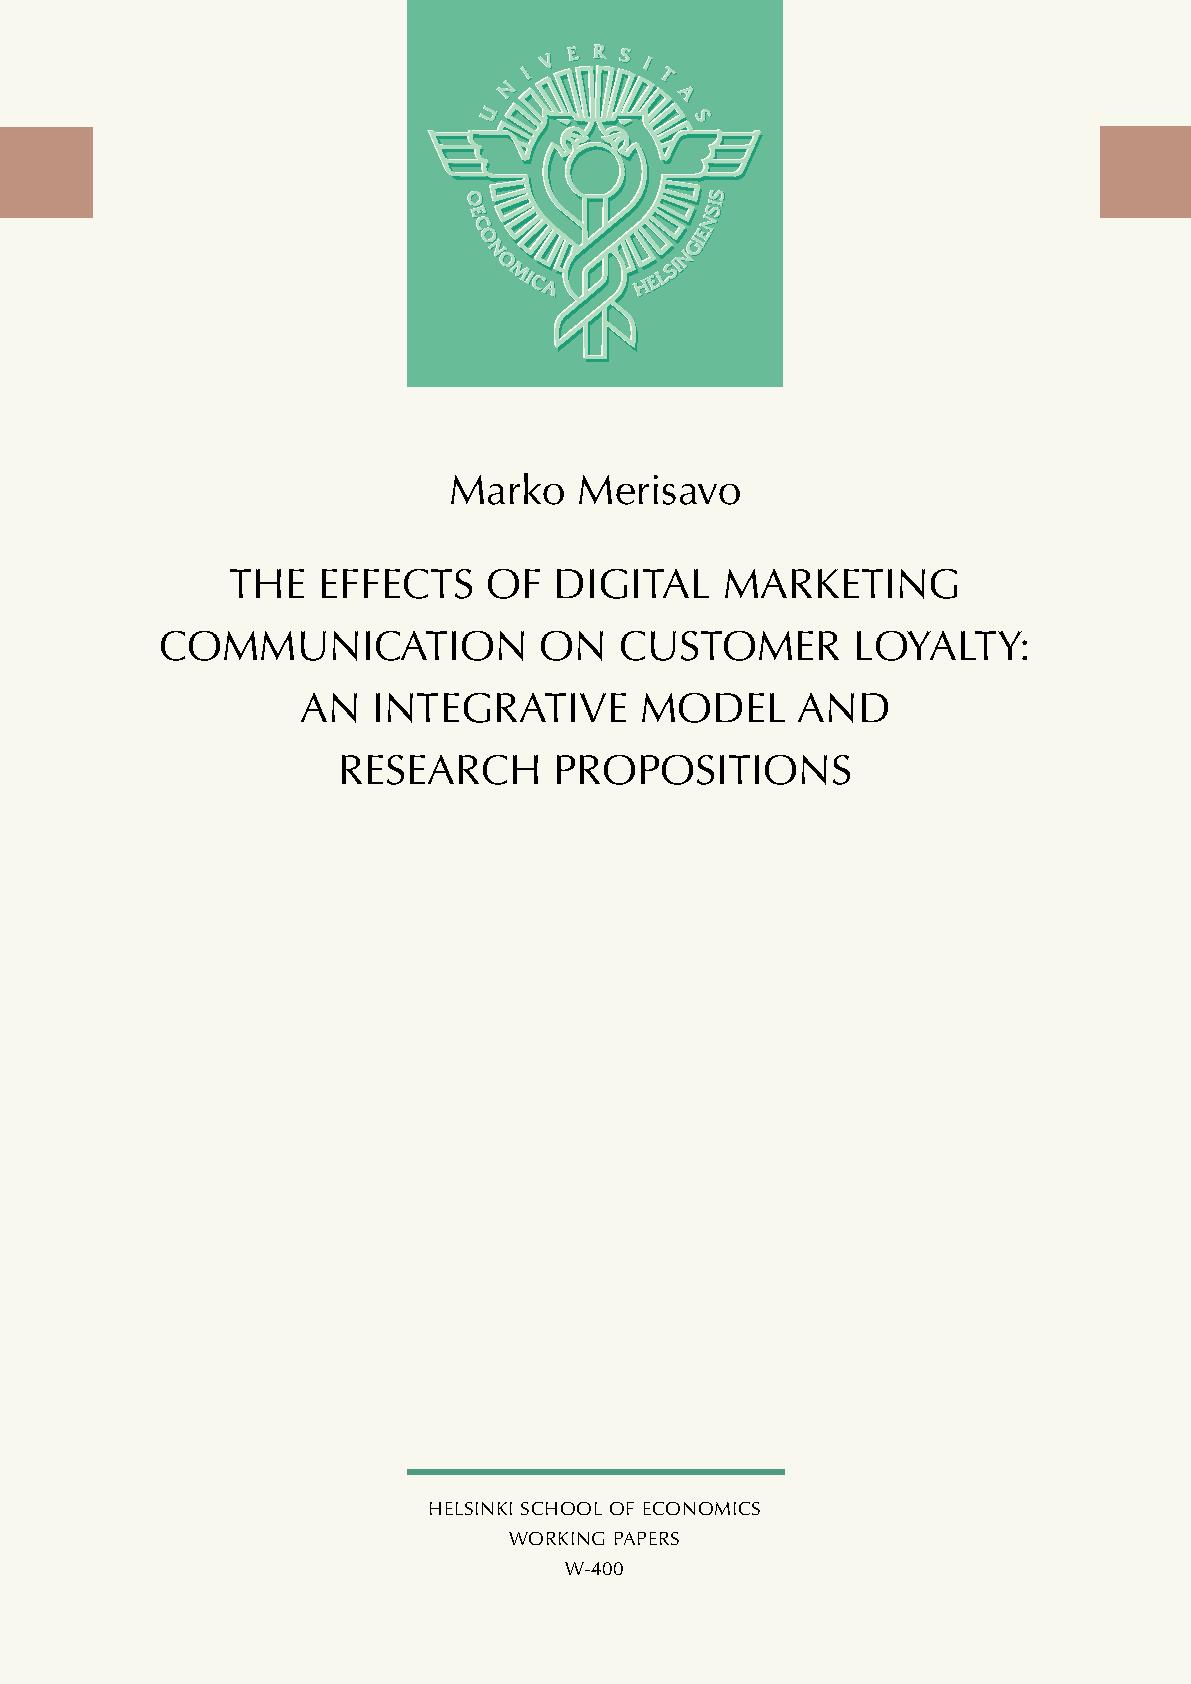 UNIVERSITAS
OECONOMICA HELSINGIENSIS
Marko Merisavo
THE EFFECTS OF DIGITAL MARKETING
COMMUNICATION ON CUSTOMER LOYALTY:
AN INTEGRATIVE MODEL AND
RESEARCH PROPOSITIONS
HELSINKI SCHOOL OF ECONOMICS
WORKING PAPERS
W-400